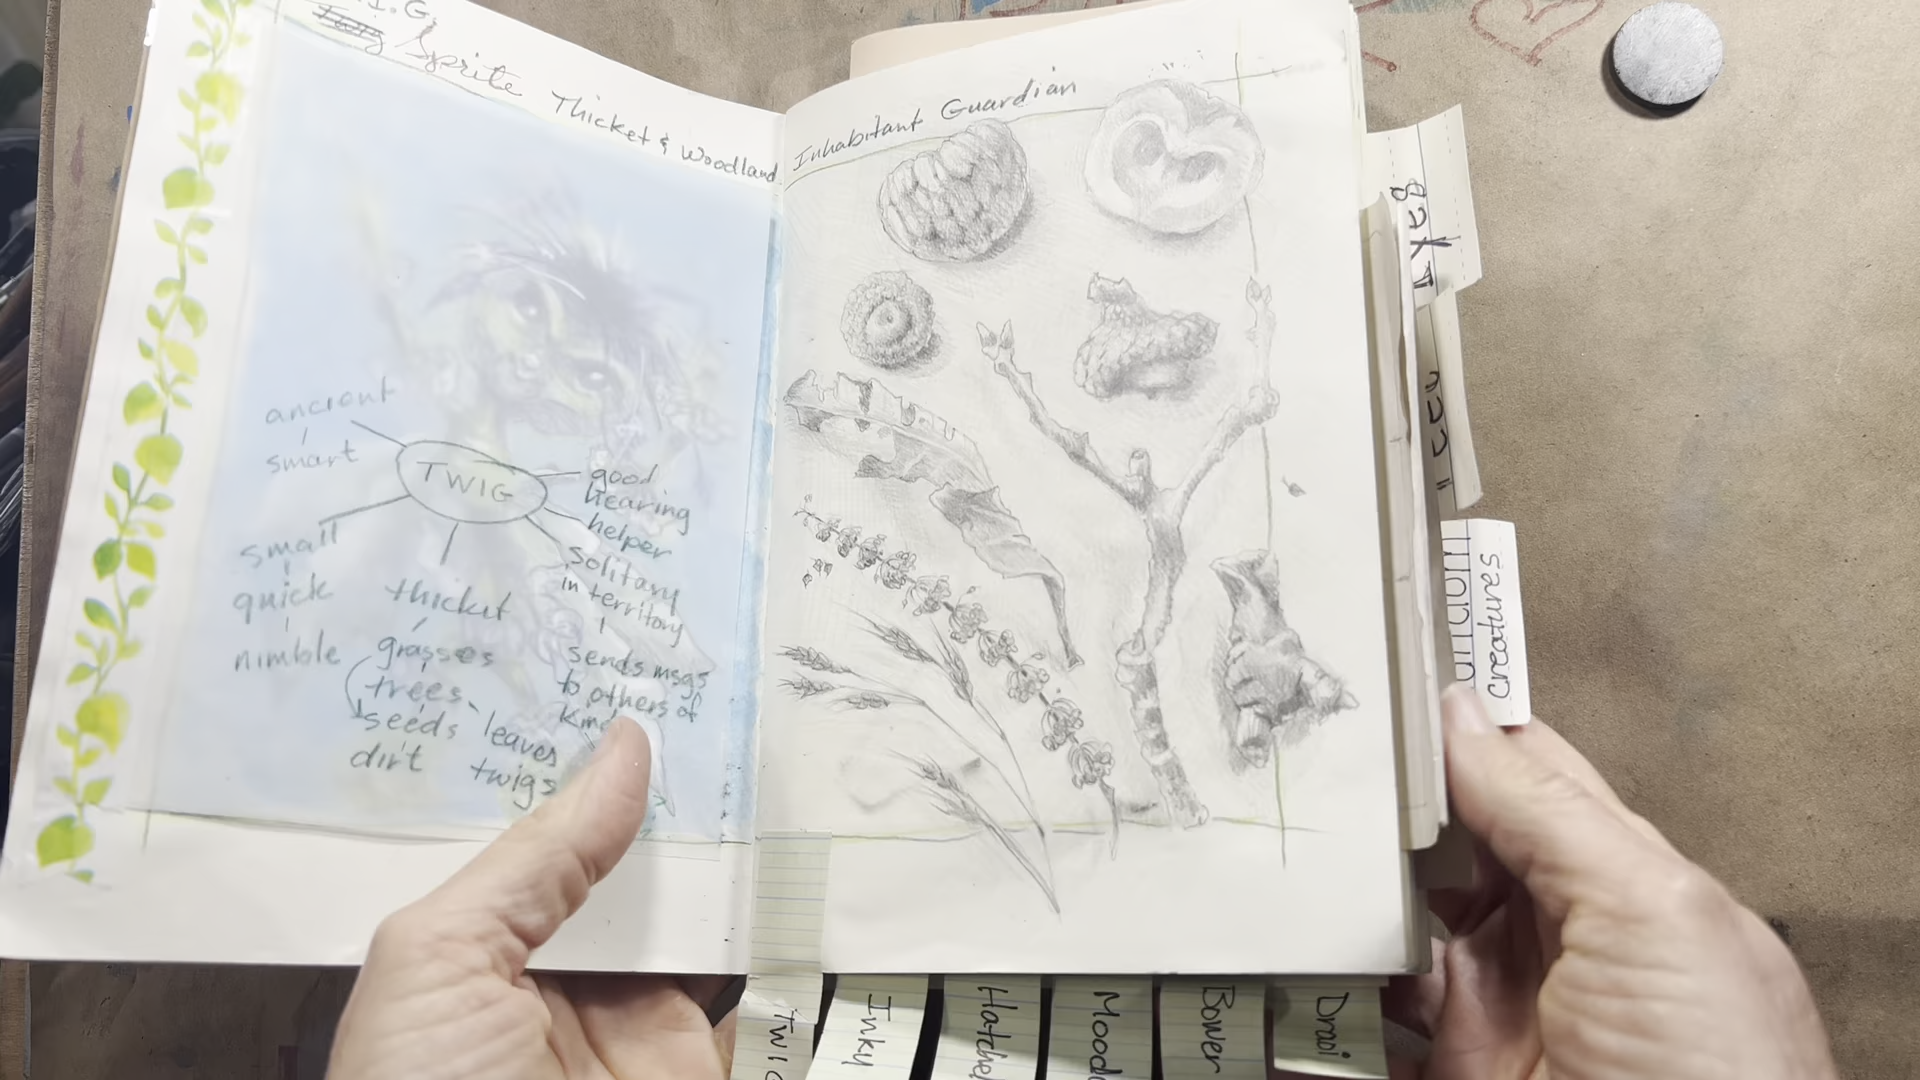 .I.G.
Sprite Thicket & Woodland
Inhabitant Guardian
ancient
smart
TWIG
good
hearing
helper
small
quick
nimble
thicket
grasses
trees
seeds
leaves
dirt
twigs
solitary
in territory
sends msgs
to others of
kind
creatures
Inky
Bower